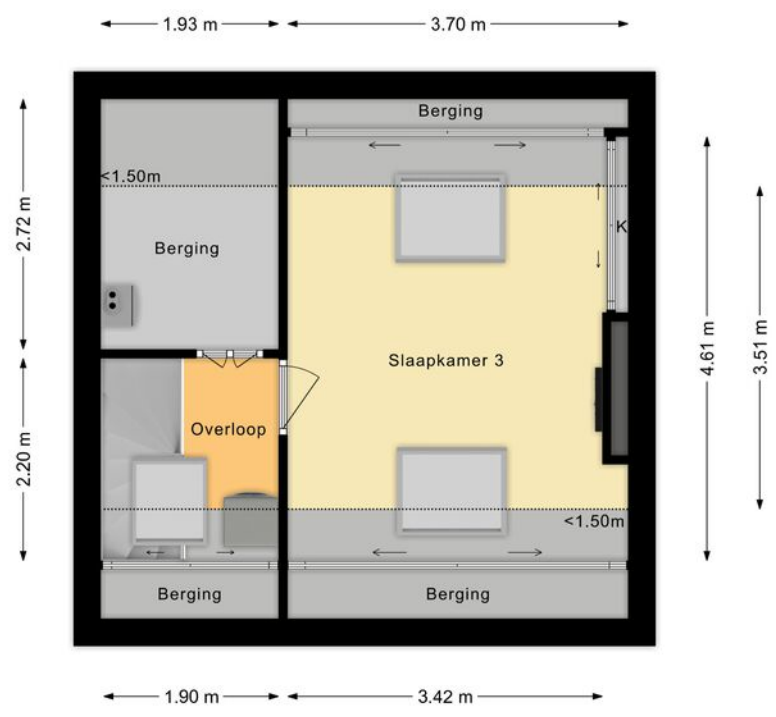 1.93 m
3.70 m
Berging
<1.50m
2.72 m
K
Berging
4.61 m
3.51 m
Slaapkamer 3
Overloop
2.20 m
<1.50m
Berging
Berging
1.90 m
3.42 m